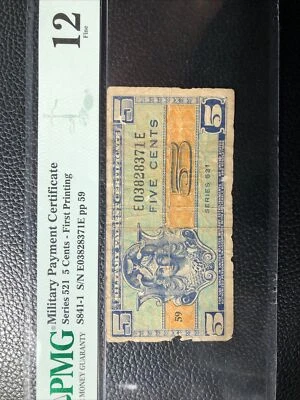 Military Payment Certificate
Series 521 5 Cents - First Printing
S841-1 S/N E03828371E pp 59
12
Fine
PMG
MONEY GUARANTY
E03828371E
FIVE CENTS
SERIES 521
5
5
5
5
59